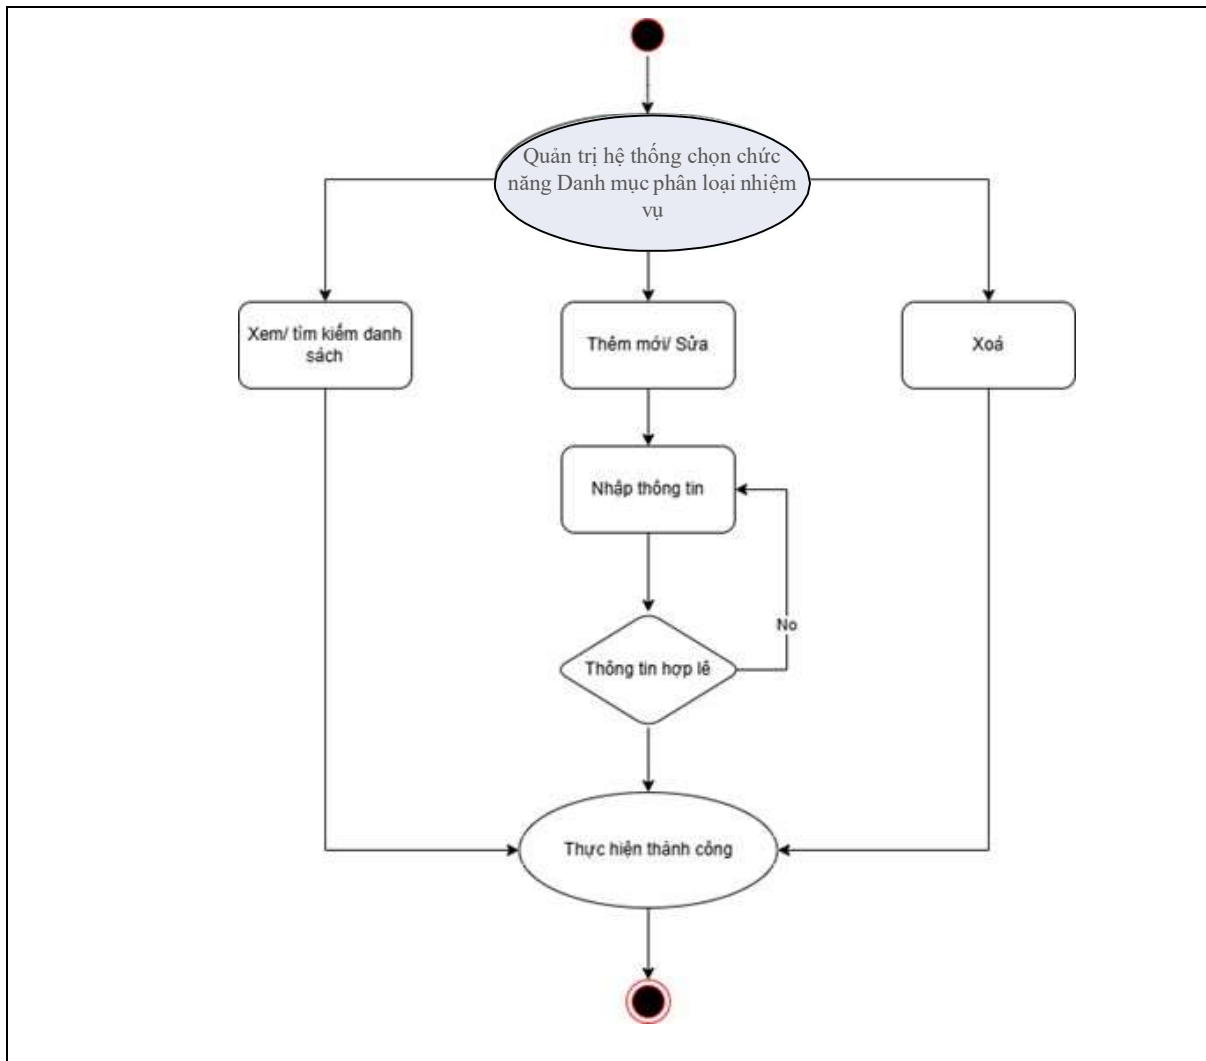 Quản trị hệ thống chọn chức
năng Danh mục phân loại nhiệm
vụ
Xem/ tìm kiếm danh
sách
Thêm mới/ Sửa
Xoá
Nhập thông tin
No
Thông tin hợp lê
Thực hiện thành công